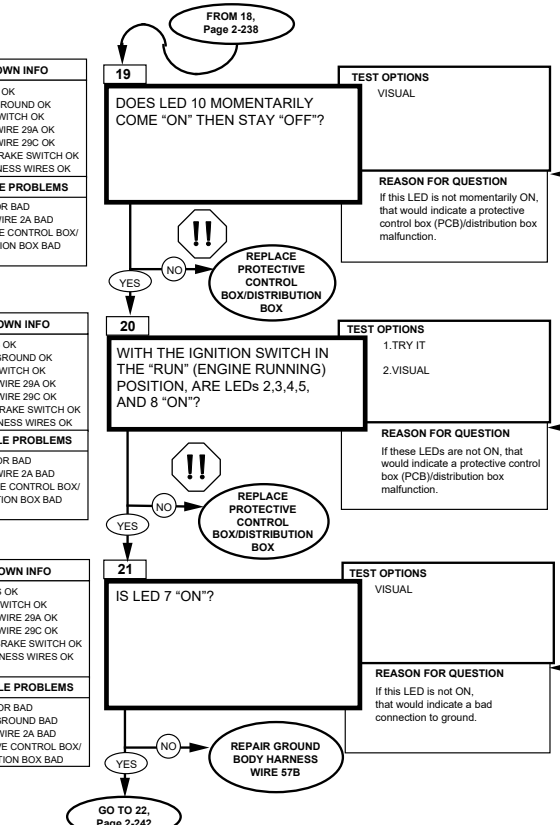 FROM 18,
Page 2-238
OWN INFO
OK
ROUND OK
WITCH OK
WIRE 29A OK
WIRE 29C OK
RAKE SWITCH OK
NESS WIRES OK
E PROBLEMS
OR BAD
WIRE 2A BAD
E CONTROL BOX/
ION BOX BAD
19
DOES LED 10 MOMENTARILY
COME “ON” THEN STAY “OFF”?
TEST OPTIONS
VISUAL
REASON FOR QUESTION
If this LED is not momentarily ON,
that would indicate a protective
control box (PCB)/distribution box
malfunction.
!!
NO
YES
REPLACE
PROTECTIVE
CONTROL
BOX/DISTRIBUTION
BOX
OWN INFO
OK
GROUND OK
WITCH OK
WIRE 29A OK
WIRE 29C OK
RAKE SWITCH OK
NESS WIRES OK
LE PROBLEMS
OR BAD
WIRE 2A BAD
E CONTROL BOX/
TION BOX BAD
20
WITH THE IGNITION SWITCH IN
THE “RUN” (ENGINE RUNNING)
POSITION, ARE LEDs 2,3,4,5,
AND 8 “ON”?
TEST OPTIONS
1.TRY IT
2.VISUAL
REASON FOR QUESTION
If these LEDs are not ON, that
would indicate a protective control
box (PCB)/distribution box
malfunction.
!!
NO
YES
REPLACE
PROTECTIVE
CONTROL
BOX/DISTRIBUTION
BOX
OWN INFO
S OK
WITCH OK
WIRE 29A OK
WIRE 29C OK
RAKE SWITCH OK
NESS WIRES OK
LE PROBLEMS
OR BAD
GROUND BAD
WIRE 2A BAD
VE CONTROL BOX/
TION BOX BAD
21
IS LED 7 “ON”?
TEST OPTIONS
VISUAL
REASON FOR QUESTION
If this LED is not ON,
that would indicate a bad
connection to ground.
NO
YES
REPAIR GROUND
BODY HARNESS
WIRE 57B
GO TO 22,
Page 2-242